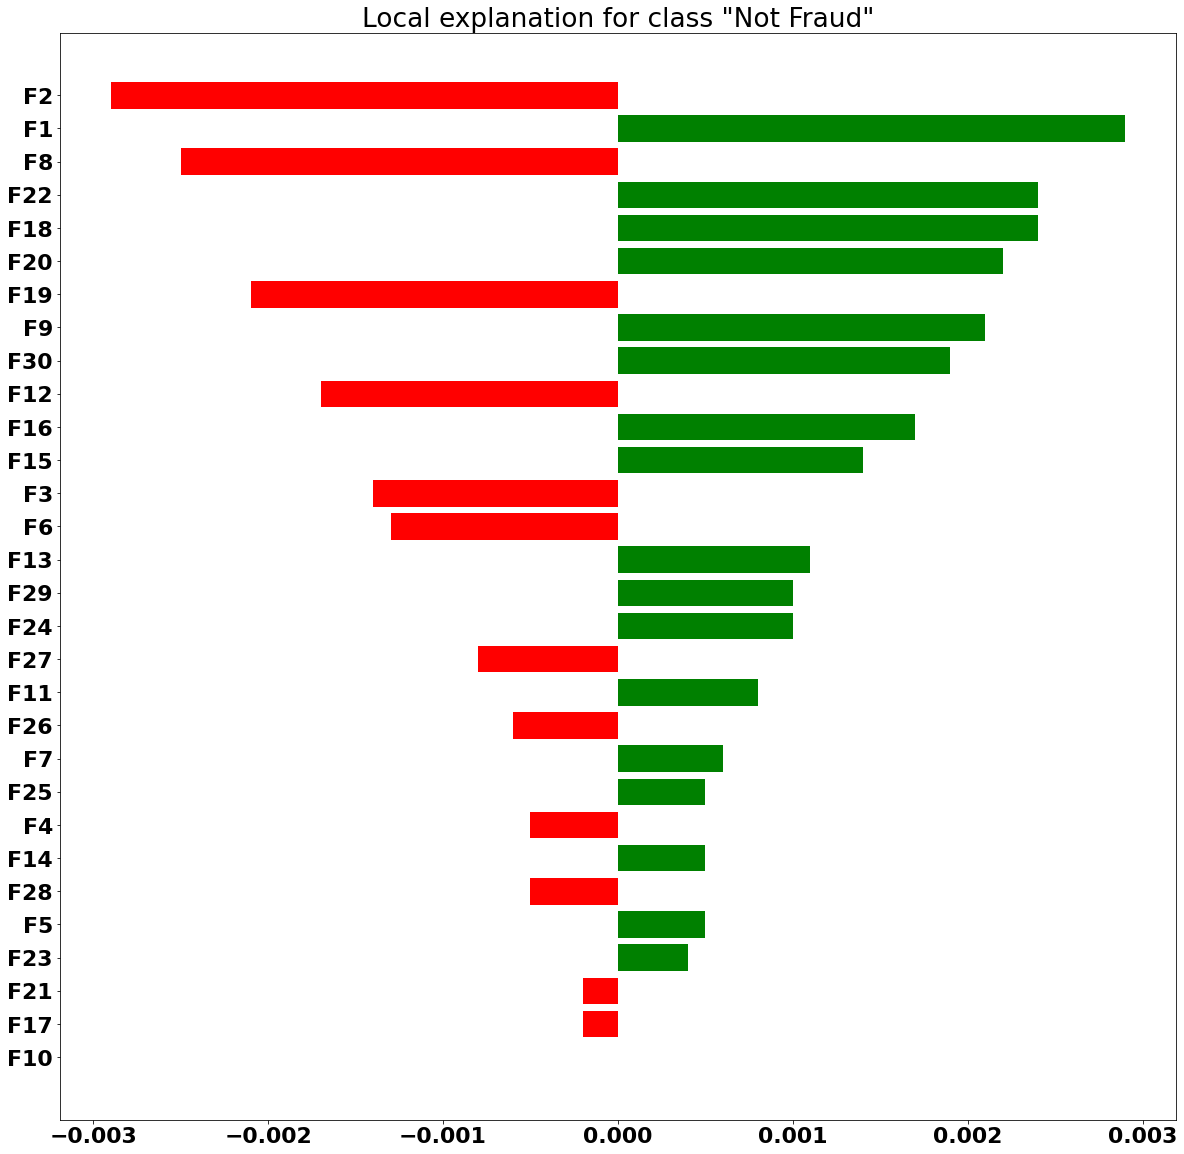 Local explanation for class "Not Fraud"
F2
F1
F8
F22
F18
F20
F19
F9
F30
F12
F16
F15
F3
F6
F13
F29
F24
F27
F11
F26
F7
F25
F4
F14
F28
F5
F23
F21
F17
F10
−0.003 −0.002 −0.001 0.000 0.001 0.002 0.003